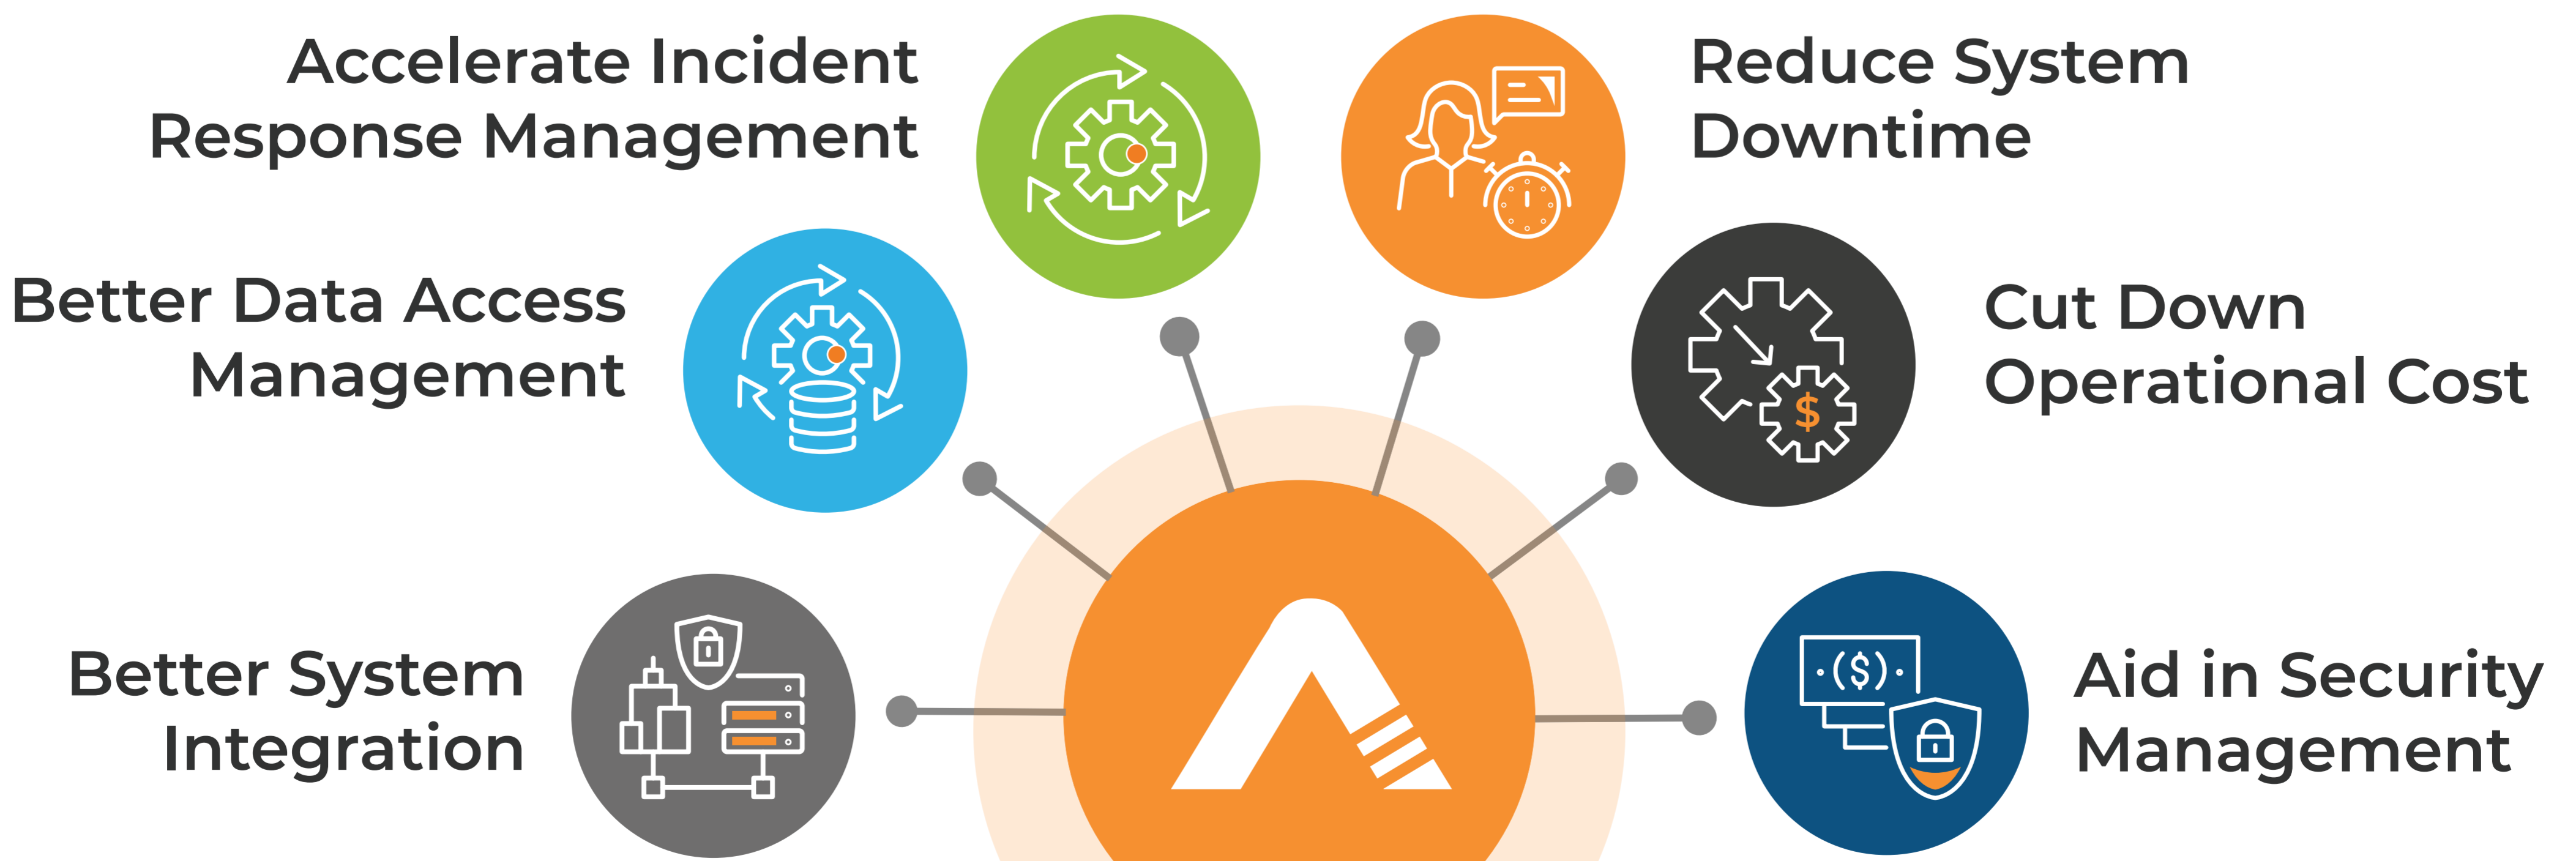 Accelerate Incident
Response Management
Reduce System
Downtime
Better Data Access
Management
Cut Down
Operational Cost
$
Better System
Integration
($)
Aid in Security
Management